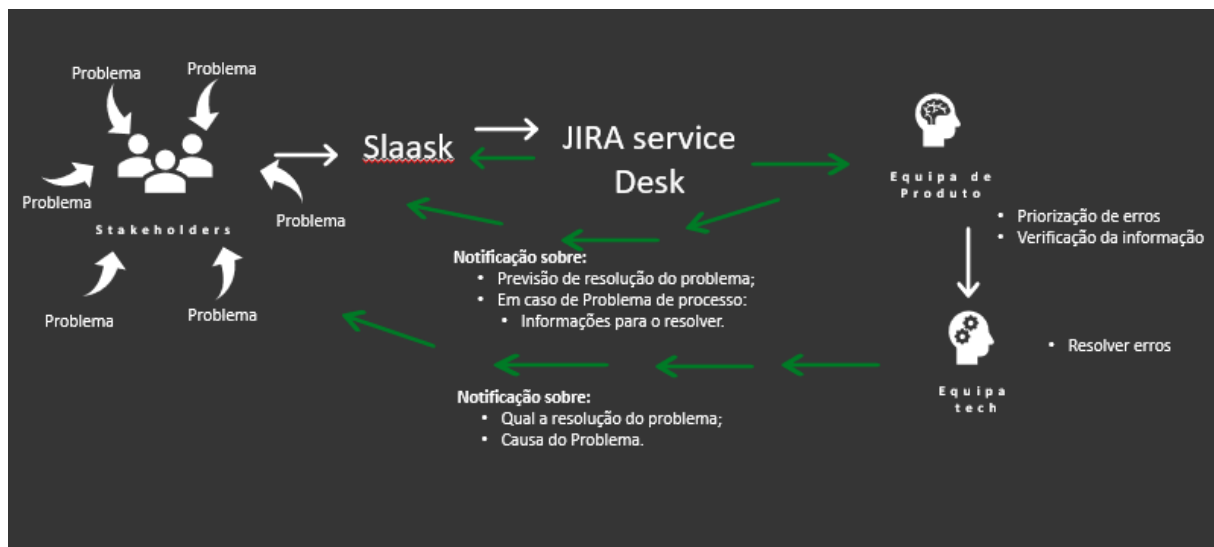 Problema
Problema
Problema
Problema
Stakeholders
Problema
Problema
Slaask
JIRA service
Desk
Equipa de
Produto
• Priorização de erros
• Verificação da informação
Notificação sobre:
• Previsão de resolução do problema;
• Em caso de Problema de processo:
• Informações para o resolver.
Equipa
tech
• Resolver erros
Notificação sobre:
• Qual a resolução do problema;
• Causa do Problema.